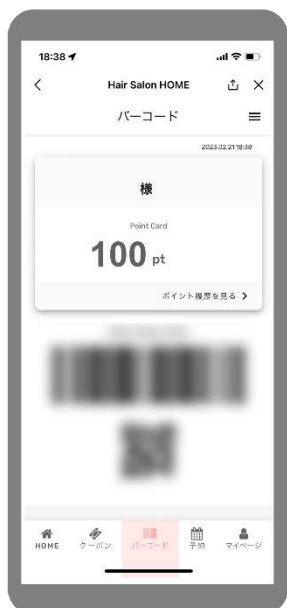 18:38
Hair Salon HOME
バーコード
2023.02.21 18:38
様
Point Card
100 pt
ポイント履歴を見る
HOME クーポン バーコード 予約 マイページ